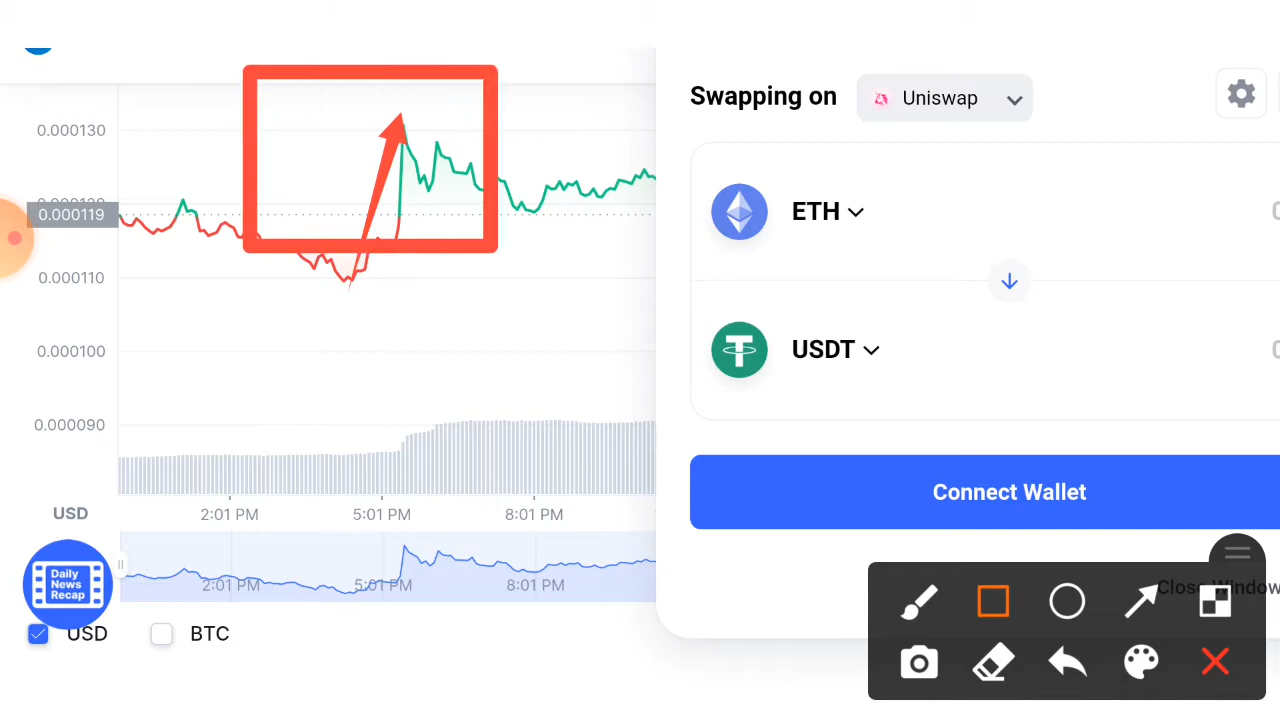 Swapping on
Uniswap
0.000130
0.000119
0.000110
0.000100
0.000090
ETH
USDT
Connect Wallet
USD
2:01 PM
5:01 PM
8:01 PM
2:01 PM
5:01 PM
8:01 PM
Daily
News
Recap
USD
BTC
Close Window